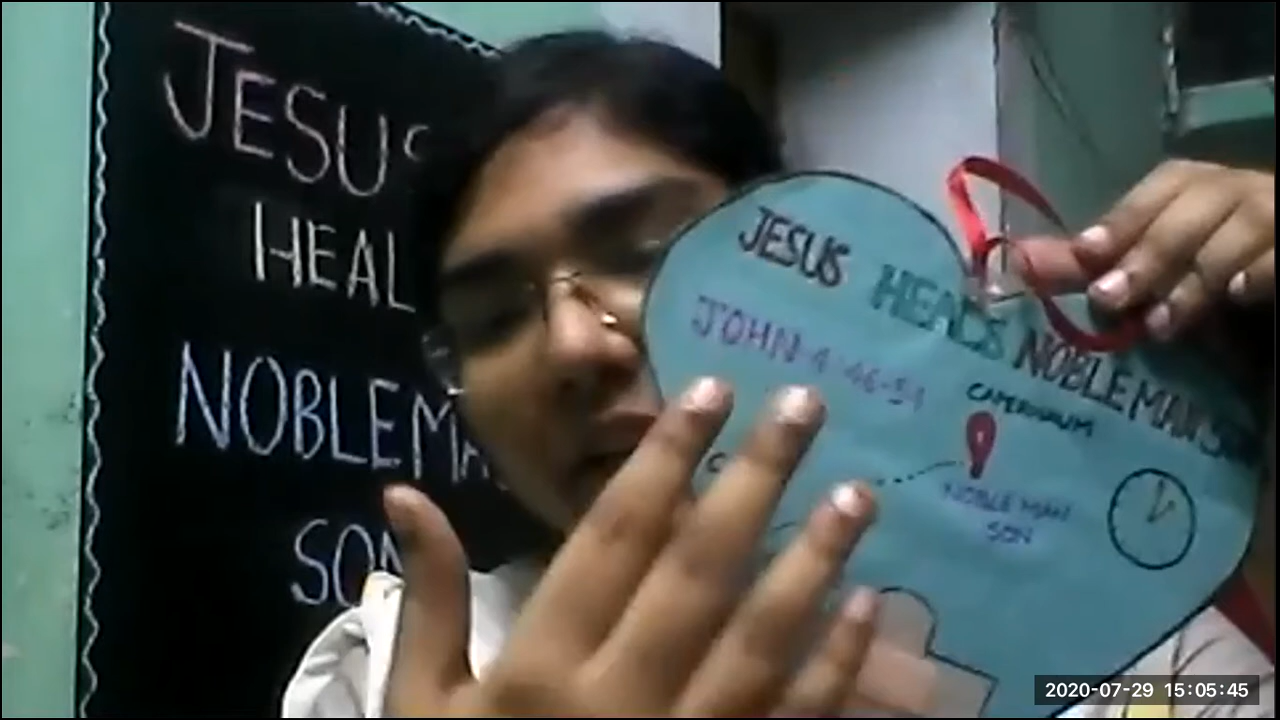 JESUS
HEAL
NOBLEMA
SON
JESUS HEALS NOBLEMAN'S
JOHN-4:46-54
CAPERNAUM
NOBLE MAN
SON
2020-07-29 15:05:45